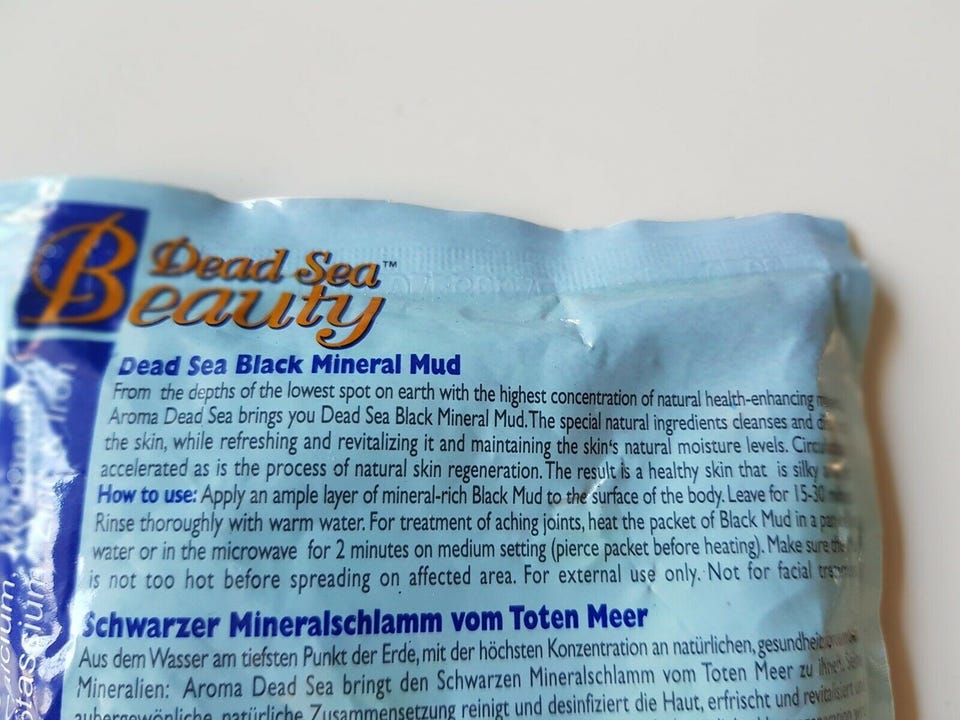 B
Dead Sea™
Beauty
Dead Sea Black Mineral Mud
From the depths of the lowest spot on earth with the highest concentration of natural health-enhancing
Aroma Dead Sea brings you Dead Sea Black Mineral Mud. The special natural ingredients cleanses and
the skin, while refreshing and revitalizing it and maintaining the skin's natural moisture levels.
accelerated as is the process of natural skin regeneration. The result is a healthy skin that is silky
How to use: Apply an ample layer of mineral-rich Black Mud to the surface of the body. Leave for 15-30
Rinse thoroughly with warm water. For treatment of aching joints, heat the packet of Black Mud in a
water or in the microwave for 2 minutes on medium setting (pierce packet before heating). Make sure the
is not too hot before spreading on affected area. For external use only. Not for facial
Schwarzer Mineralschlamm vom Toten Meer
Aus dem Wasser am tiefsten Punkt der Erde, mit der höchsten Konzentration an natürlichen,
Mineralien: Aroma Dead Sea bringt den Schwarzen Mineralschlamm vom Toten Meer zu
außergewönliche, natürliche Zusammensetzung reinigt und desinfiziert die Haut, erfrischt und